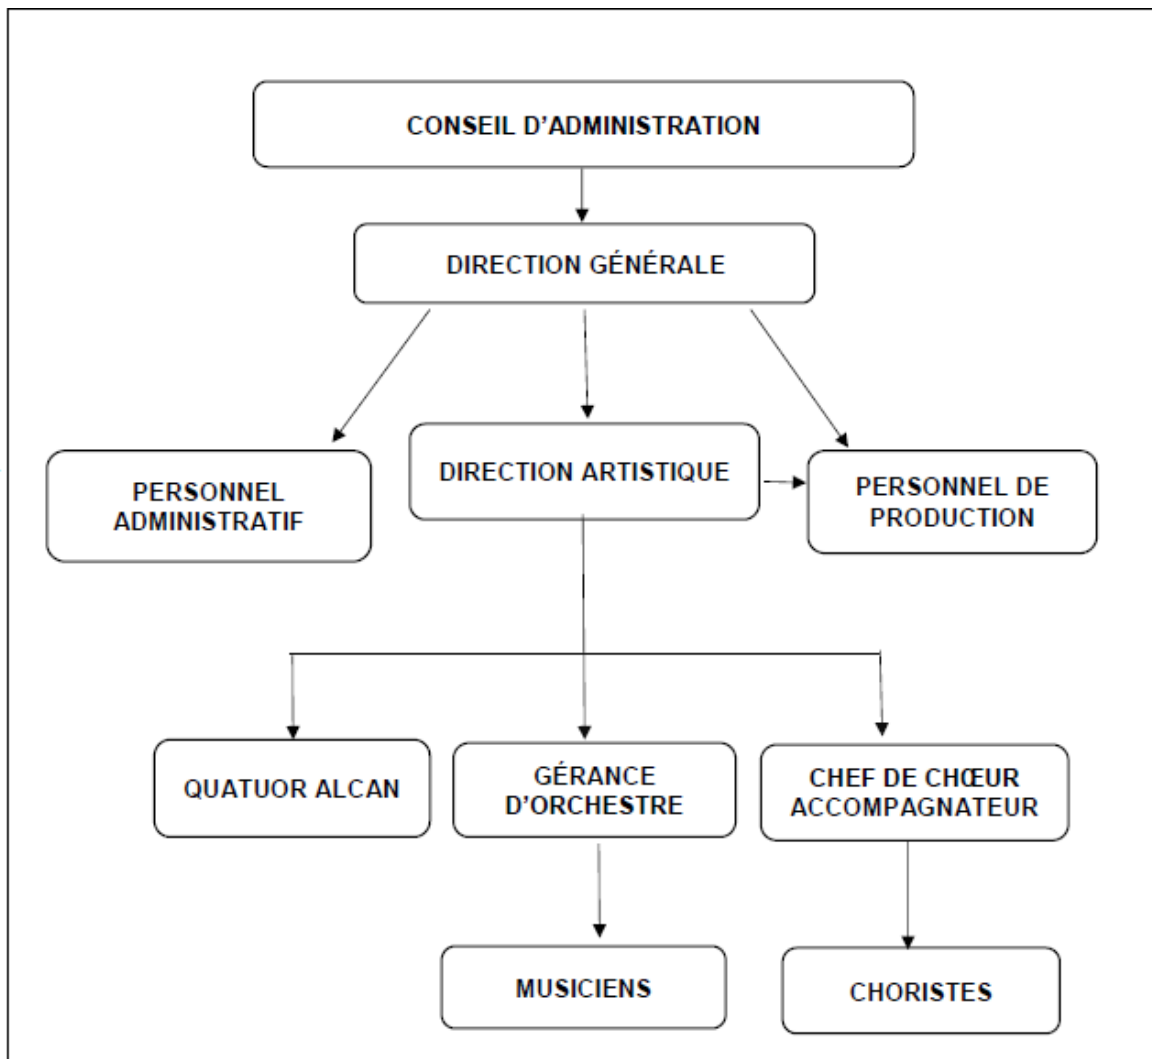 CONSEIL D’ADMINISTRATION
DIRECTION GÉNÉRALE
PERSONNEL
ADMINISTRATIF
DIRECTION ARTISTIQUE
PERSONNEL DE
PRODUCTION
QUATUOR ALCAN
GÉRANCE
D’ORCHESTRE
CHEF DE CHŒUR
ACCOMPAGNATEUR
MUSICIENS
CHORISTES